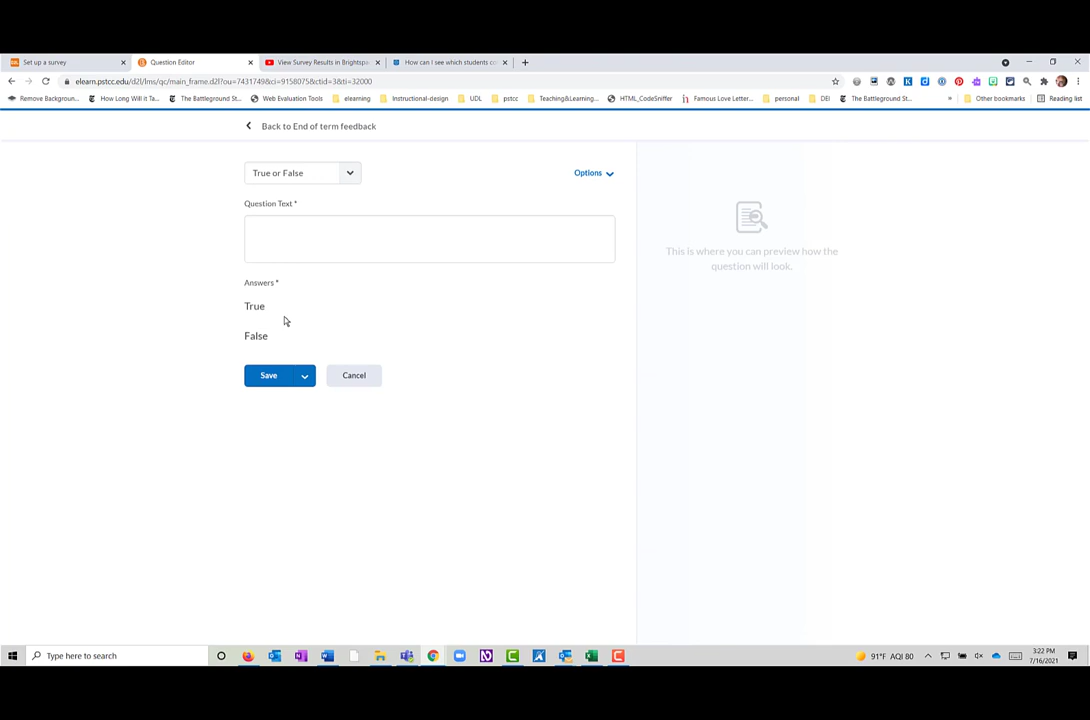 Set up a survey
Question Editor
View Survey Results in Brightspa
How can I see which students co
elearn.pstcc.edu/d2l/lms/qc/main_frame.d2l?ou=7431749&ci=9158075&ctid=3&ti=32000
Remove Backgroun...
How Long Will it Ta...
The Battleground St...
Web Evaluation Tools
elearning
Instructional-design
UDL
pstcc
Teaching&Learning...
HTML_CodeSniffer
Famous Love Letter...
personal
DEI
The Battleground St...
»
Other bookmarks
Reading list
Back to End of term feedback
True or False
Options
Question Text *
This is where you can preview how the
question will look.
Answers *
True
False
Save
Cancel
Type here to search
91°F AQI 80
3:22 PM
7/16/2021